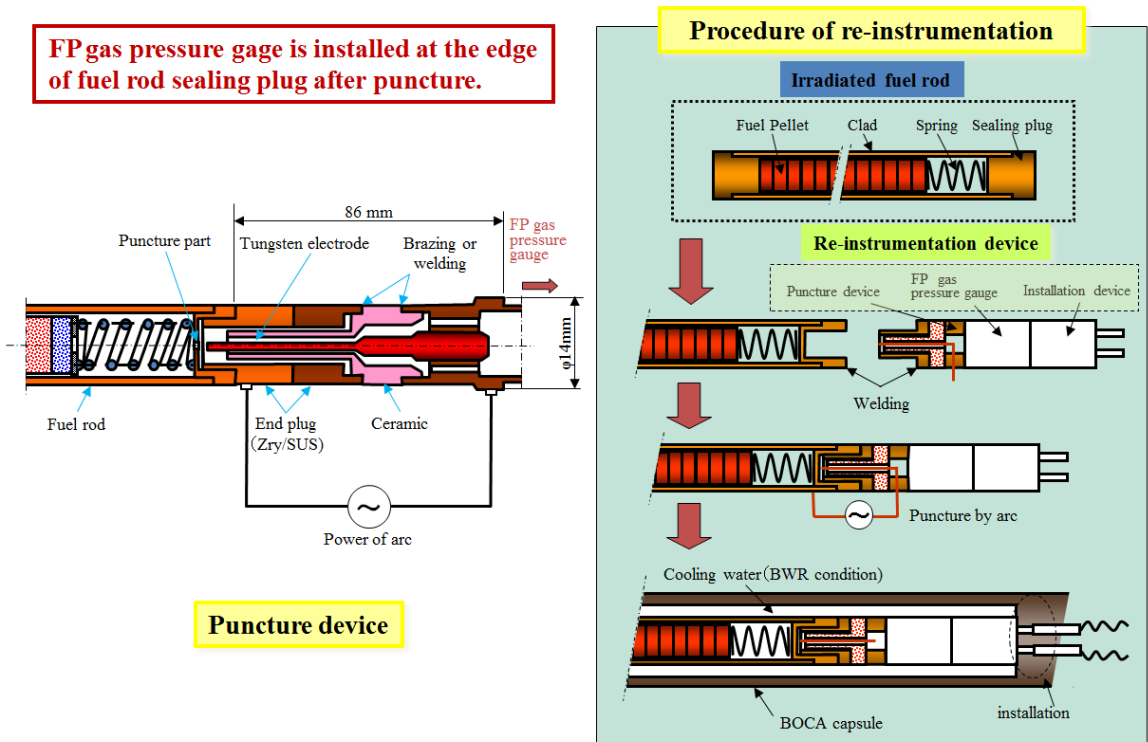 FP gas pressure gage is installed at the edge
of fuel rod sealing plug after puncture.
86 mm
FP gas
pressure
gauge
Puncture part
Tungsten electrode
Brazing or
welding
φ14mm
Fuel rod
End plug
(Zry/SUS)
Ceramic
~
Power of arc
Puncture device
Procedure of re-instrumentation
Irradiated fuel rod
Fuel Pellet
Clad
Spring
Sealing plug
Re-instrumentation device
Puncture device
FP gas
pressure gauge
Installation device
Welding
~
Puncture by arc
Cooling water(BWR condition)
BOCA capsule
installation